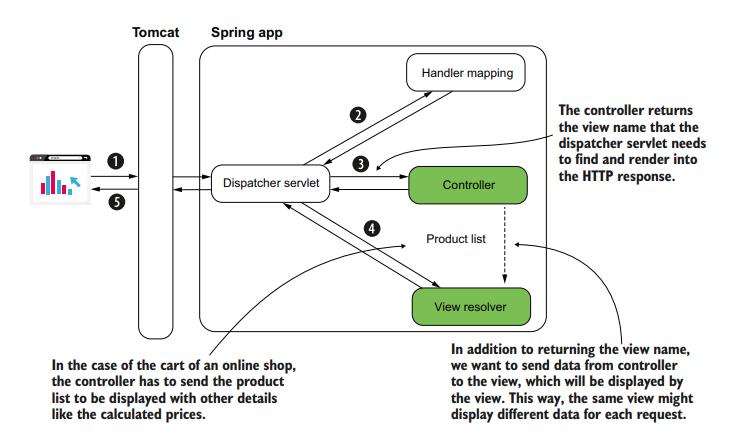 Tomcat
Spring app
Handler mapping
2
The controller returns
the view name that the
dispatcher servlet needs
to find and render into
the HTTP response.
1
3
Dispatcher servlet
Controller
5
4
Product list
View resolver
In the case of the cart of an online shop,
the controller has to send the product
list to be displayed with other details
like the calculated prices.
In addition to returning the view name,
we want to send data from controller
to the view, which will be displayed by
the view. This way, the same view might
display different data for each request.